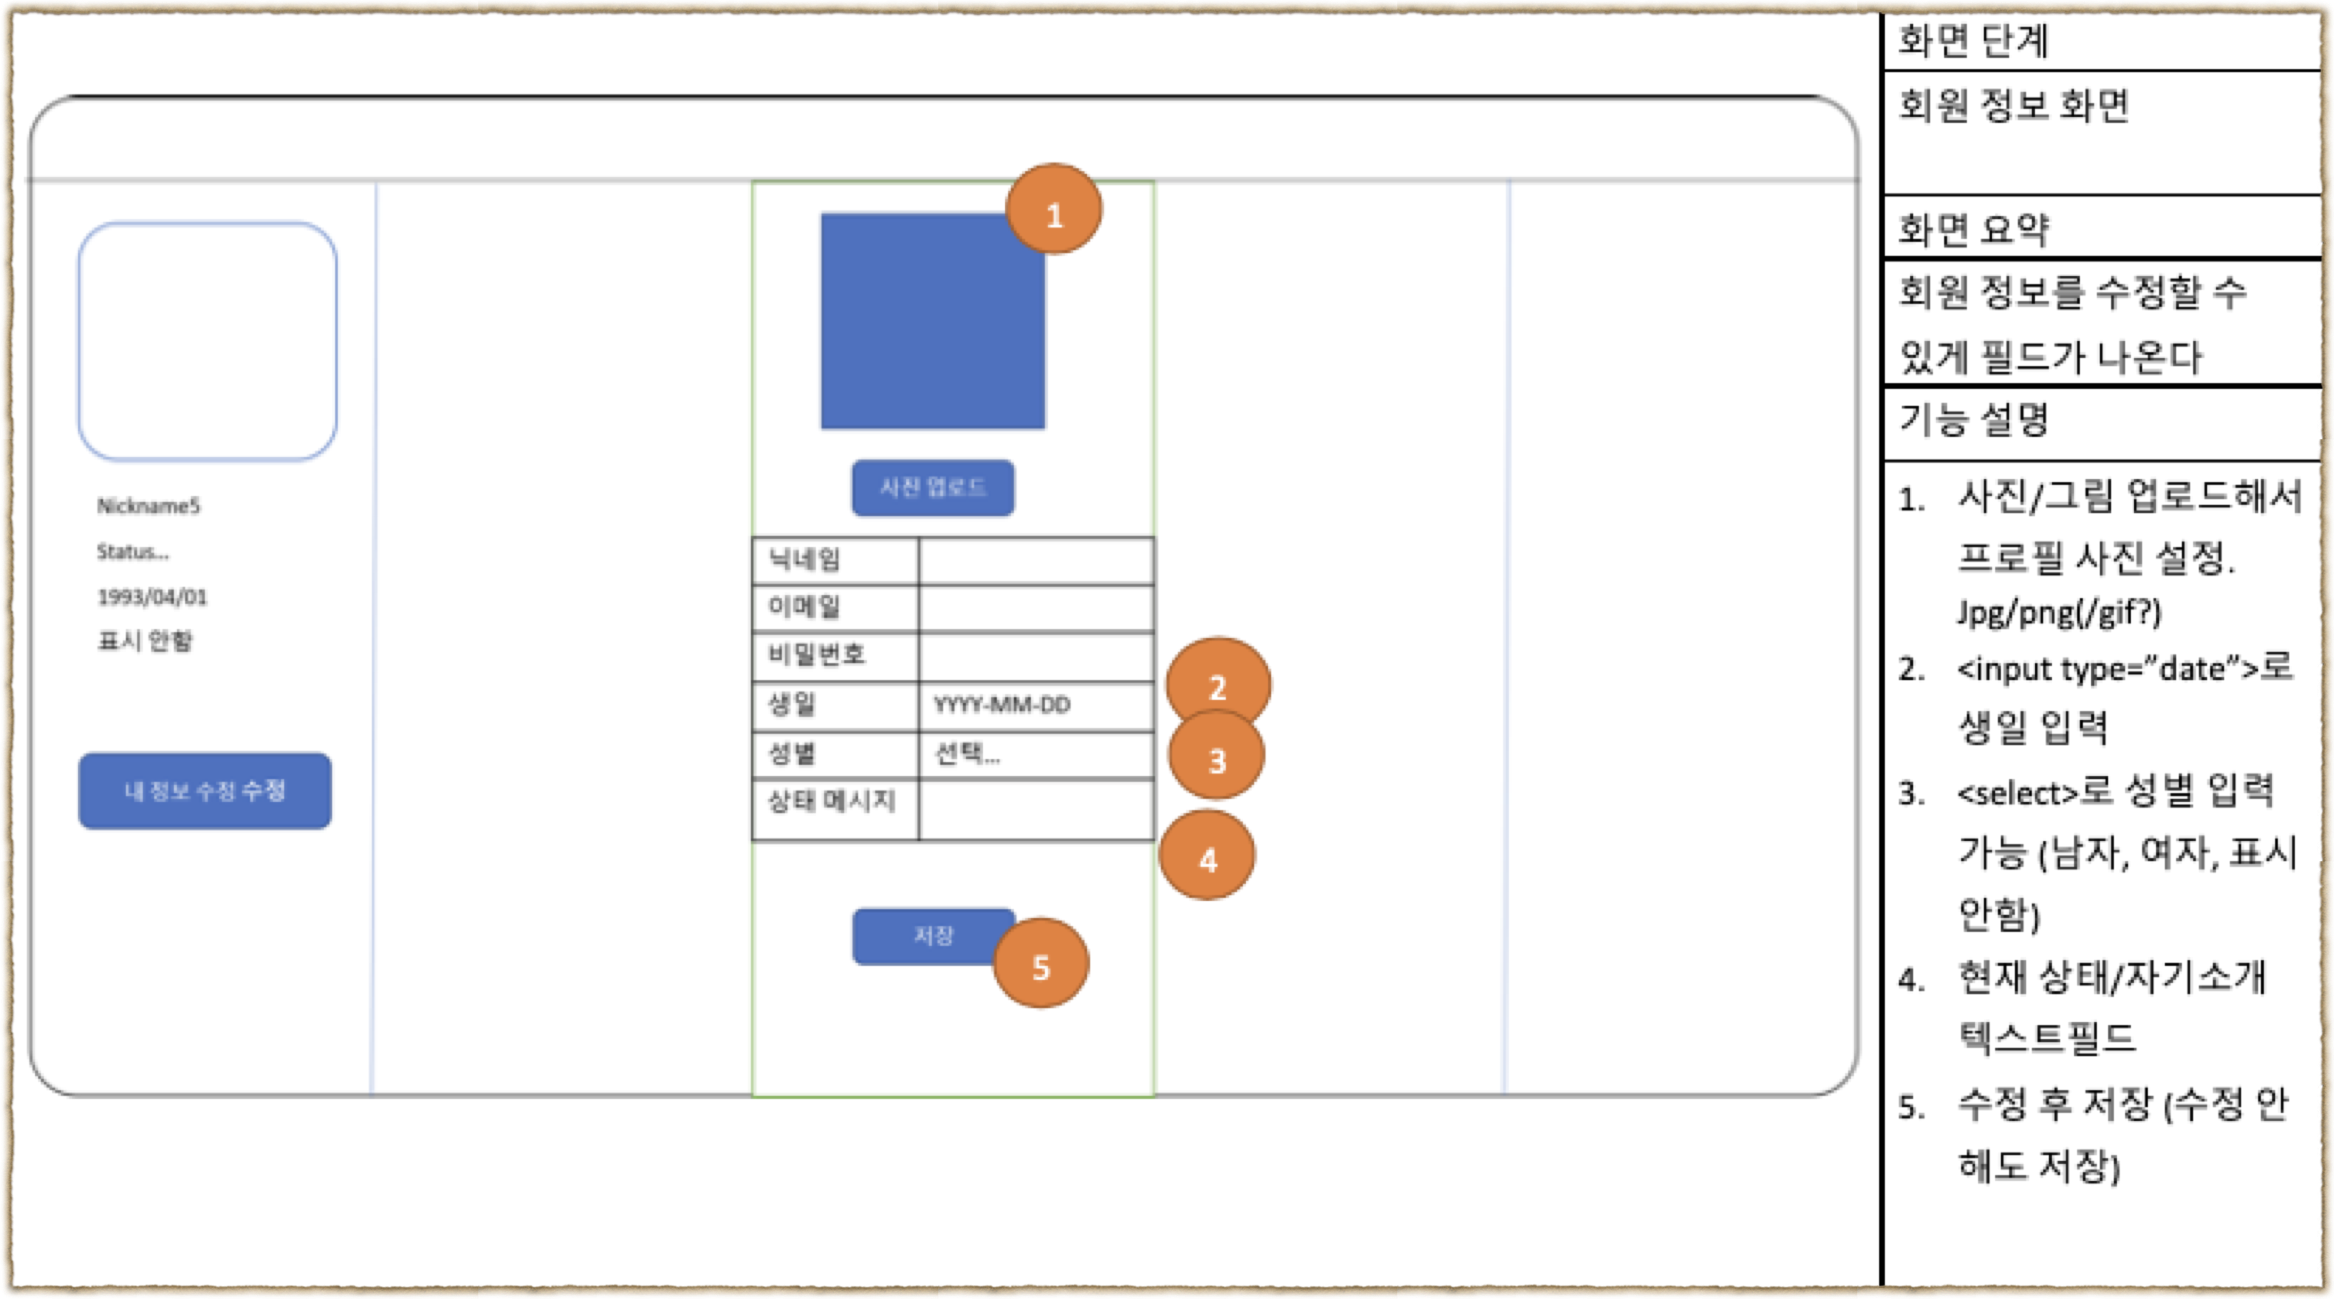 1
사진 업로드
닉네임
이메일
비밀번호
생일 YYYY-MM-DD
성별 선택...
상태 메시지
2
3
4
저장
5
Nickname5
Status...
1993/04/01
표시 안함
내 정보 수정 수정
화면 단계
회원 정보 화면
화면 요약
회원 정보를 수정할 수
있게 필드가 나온다
기능 설명
1. 사진/그림 업로드해서
프로필 사진 설정.
Jpg/png(/gif?)
2. <input type=”date”>로
생일 입력
3. <select>로 성별 입력
가능 (남자, 여자, 표시
안함)
4. 현재 상태/자기소개
텍스트필드
5. 수정 후 저장 (수정 안
해도 저장)